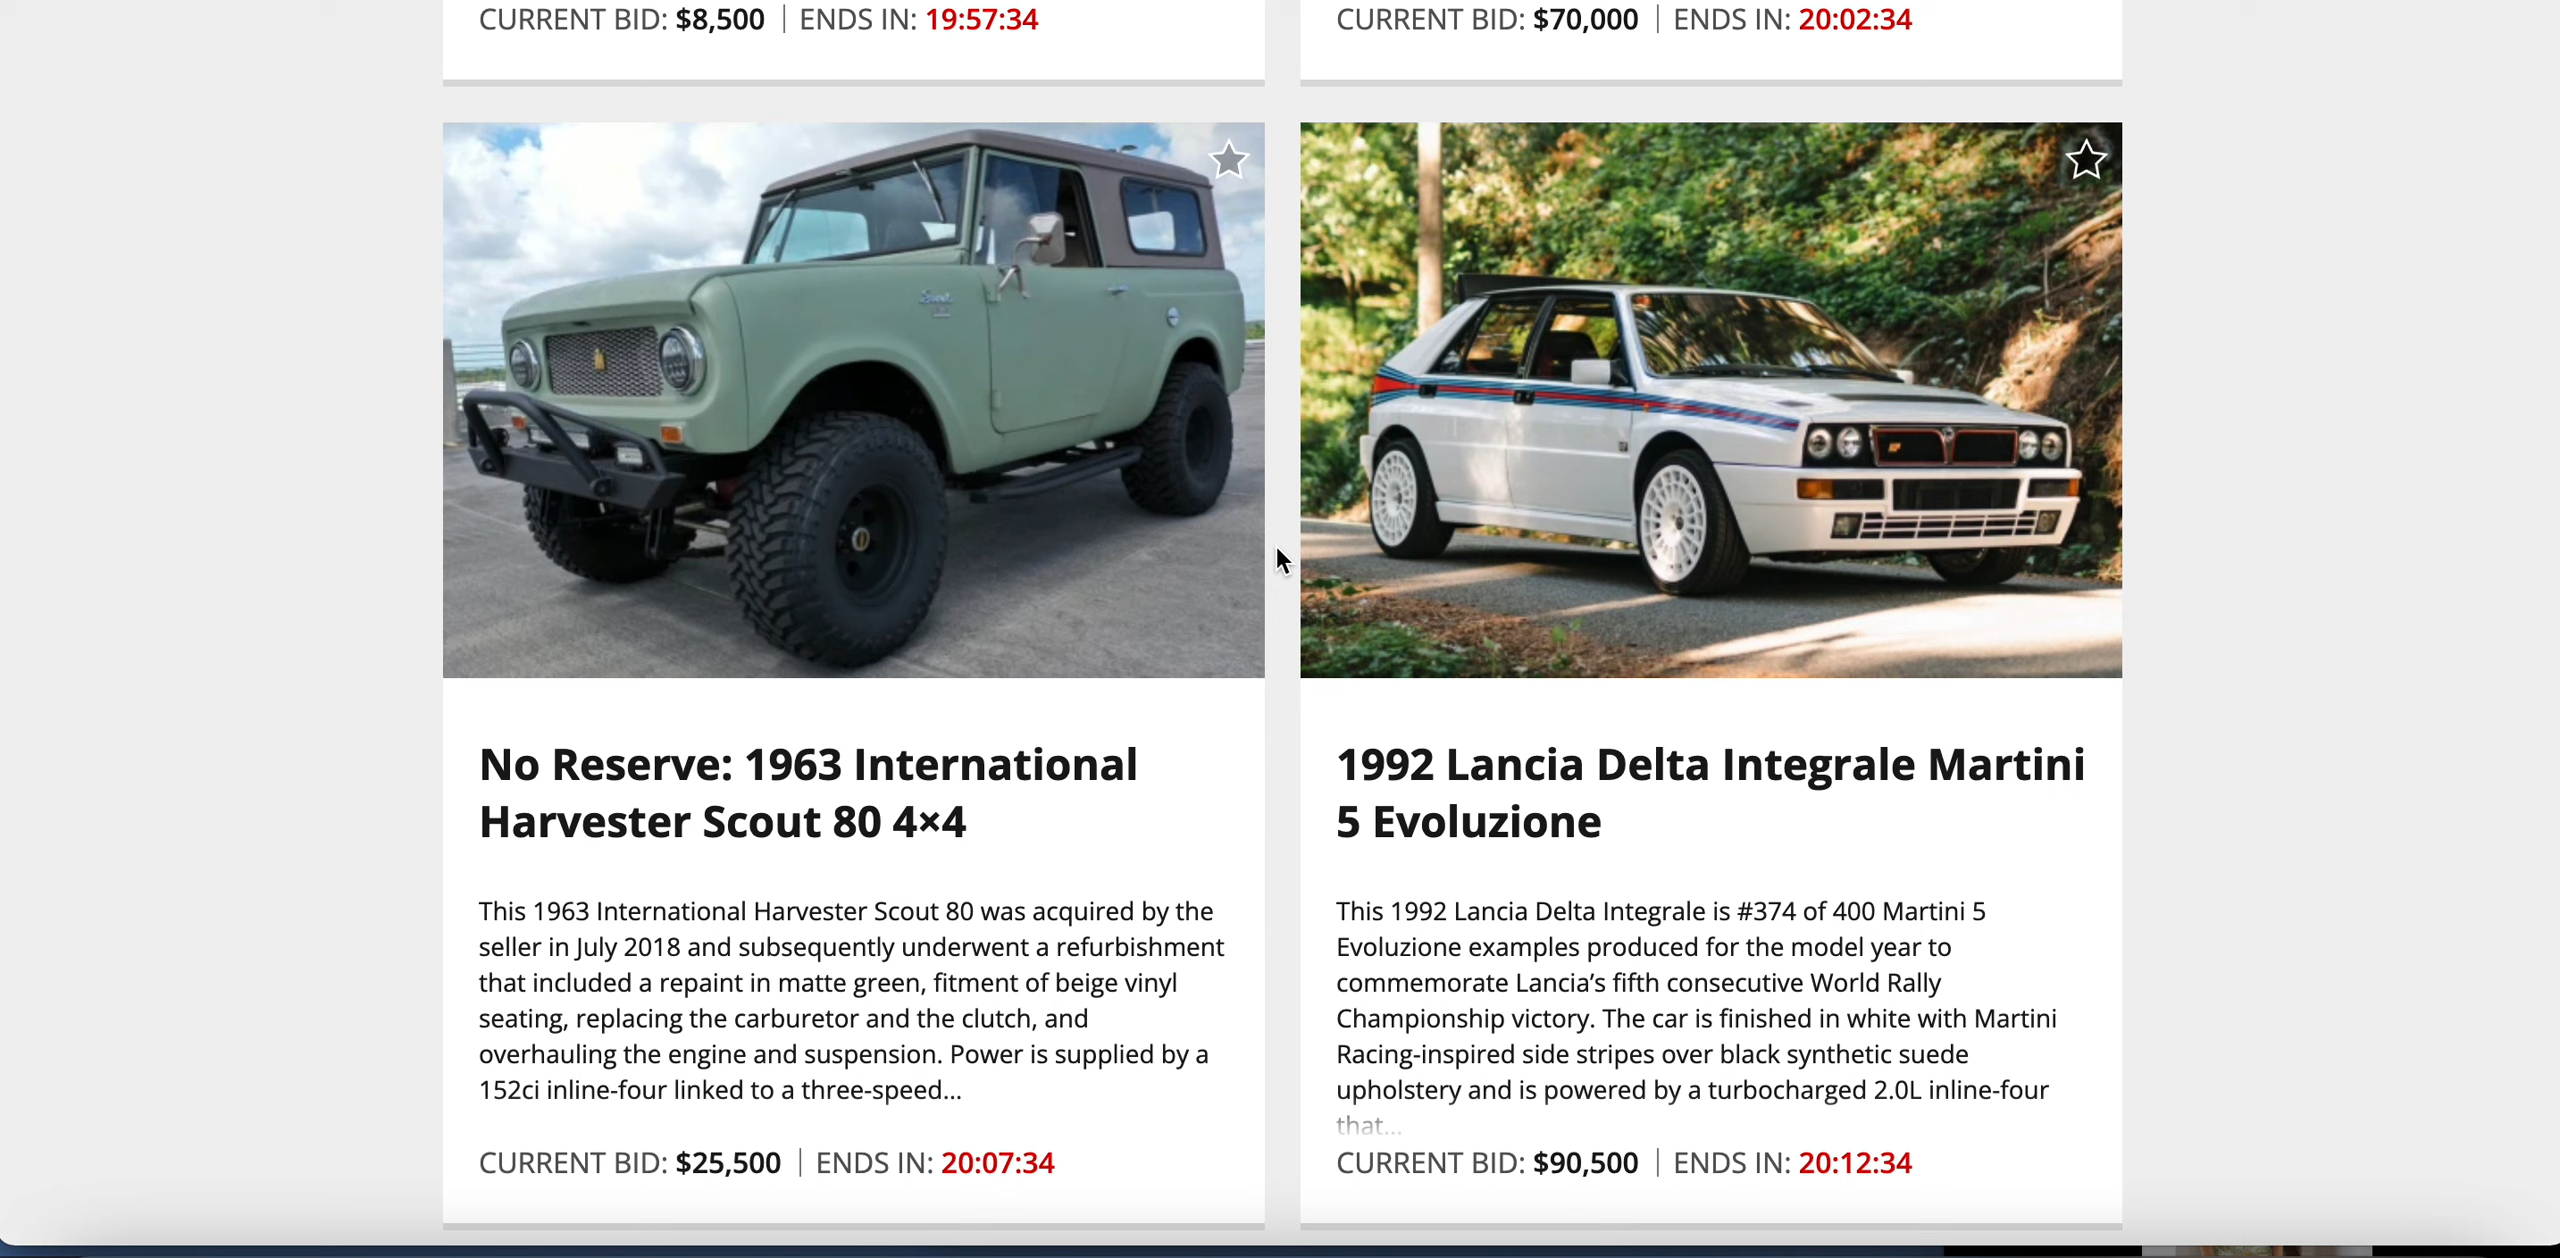 CURRENT BID: $8,500 | ENDS IN: 19:57:34
CURRENT BID: $70,000 | ENDS IN: 20:02:34
Scout
No Reserve: 1963 International
Harvester Scout 80 4×4
This 1963 International Harvester Scout 80 was acquired by the
seller in July 2018 and subsequently underwent a refurbishment
that included a repaint in matte green, fitment of beige vinyl
seating, replacing the carburetor and the clutch, and
overhauling the engine and suspension. Power is supplied by a
152ci inline-four linked to a three-speed...
CURRENT BID: $25,500 | ENDS IN: 20:07:34
1992 Lancia Delta Integrale Martini
5 Evoluzione
This 1992 Lancia Delta Integrale is #374 of 400 Martini 5
Evoluzione examples produced for the model year to
commemorate Lancia’s fifth consecutive World Rally
Championship victory. The car is finished in white with Martini
Racing-inspired side stripes over black synthetic suede
upholstery and is powered by a turbocharged 2.0L inline-four
that...
CURRENT BID: $90,500 | ENDS IN: 20:12:34